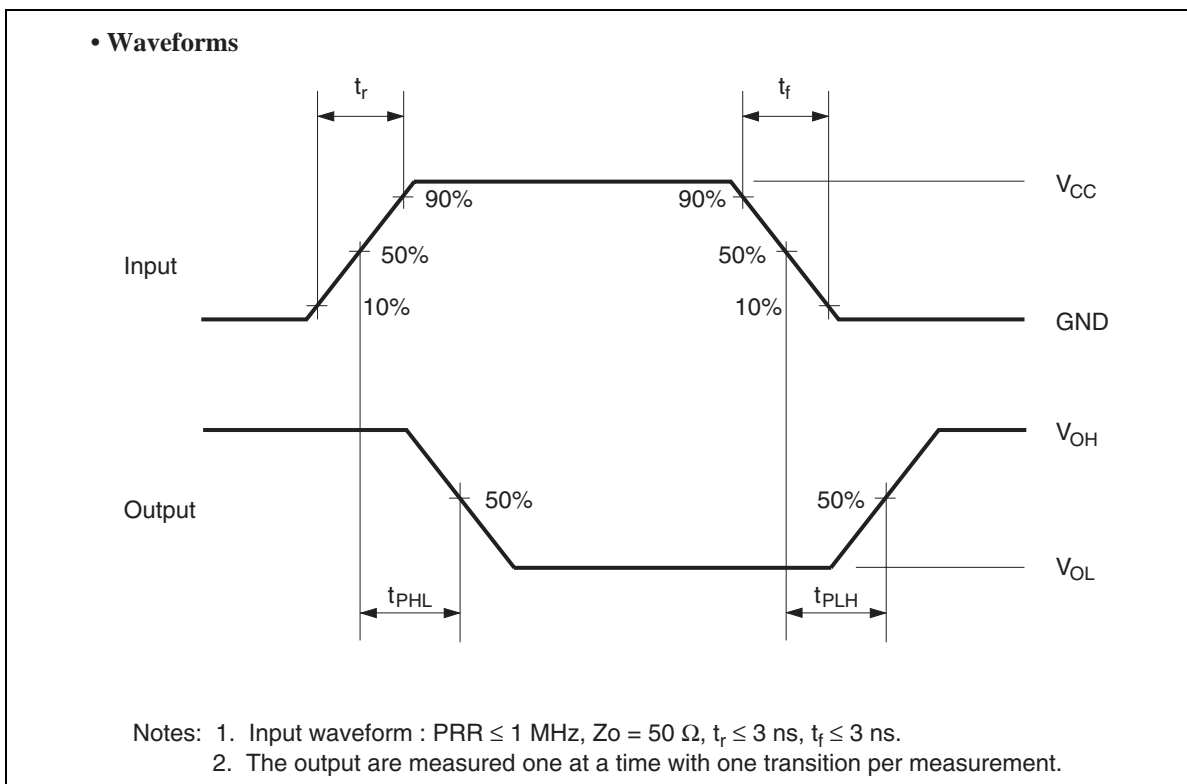 • Waveforms
tr
tf
90%
90%
VCC
50%
50%
Input
10%
10%
GND
VOH
50%
50%
Output
VOL
tPHL
tPLH
Notes: 1. Input waveform : PRR ≤ 1 MHz, Zo = 50 Ω, tr ≤ 3 ns, tf ≤ 3 ns.
2. The output are measured one at a time with one transition per measurement.